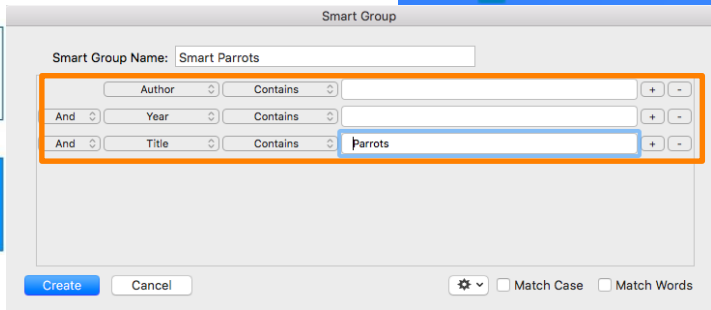 Smart Group
Smart Group Name: Smart Parrots
Author Contains + -
And Year Contains + -
And Title Contains Parrots + -
Create Cancel Match Case Match Words